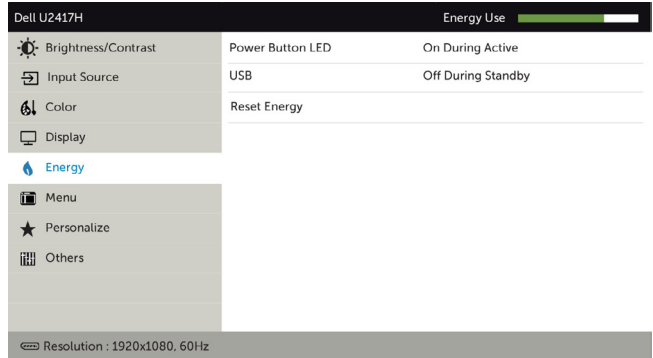 Dell U2417H Energy Use
Brightness/Contrast Power Button LED On During Active
Input Source USB Off During Standby
Color Reset Energy
Display
Energy
Menu
Personalize
Others
Resolution : 1920x1080, 60Hz